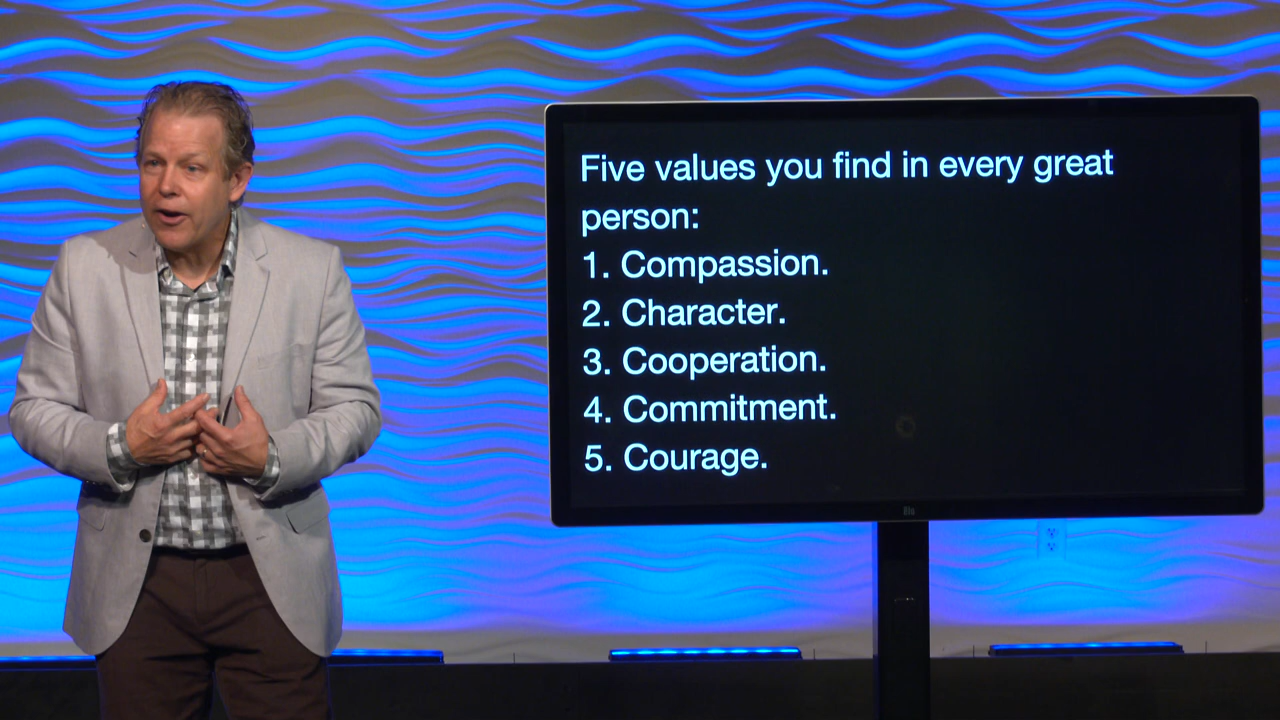 Five values you find in every great
person:
1. Compassion.
2. Character.
3. Cooperation.
4. Commitment.
5. Courage.